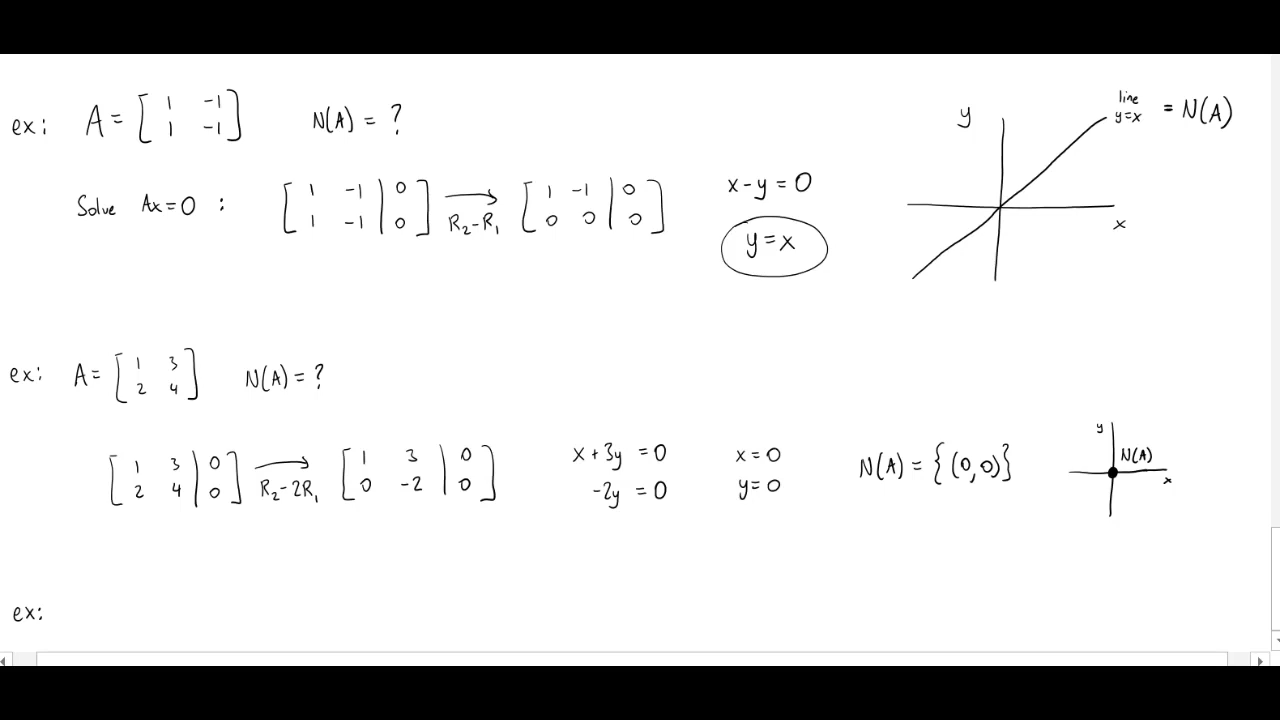 ex: A = [ 1 -1 ; 1 -1 ] N(A) = ?
line y=x = N(A)
y
x
Solve Ax=0 : [ 1 -1 | 0 ; 1 -1 | 0 ] → R₂-R₁ [ 1 -1 | 0 ; 0 0 | 0 ]
x-y = 0
y=x
ex: A = [ 1 3 ; 2 4 ] N(A) = ?
[ 1 3 | 0 ; 2 4 | 0 ] → R₂-2R₁ [ 1 3 | 0 ; 0 -2 | 0 ]
x+3y = 0 x = 0
-2y = 0 y = 0
N(A) = {(0,0)}
y
N(A)
x
ex: